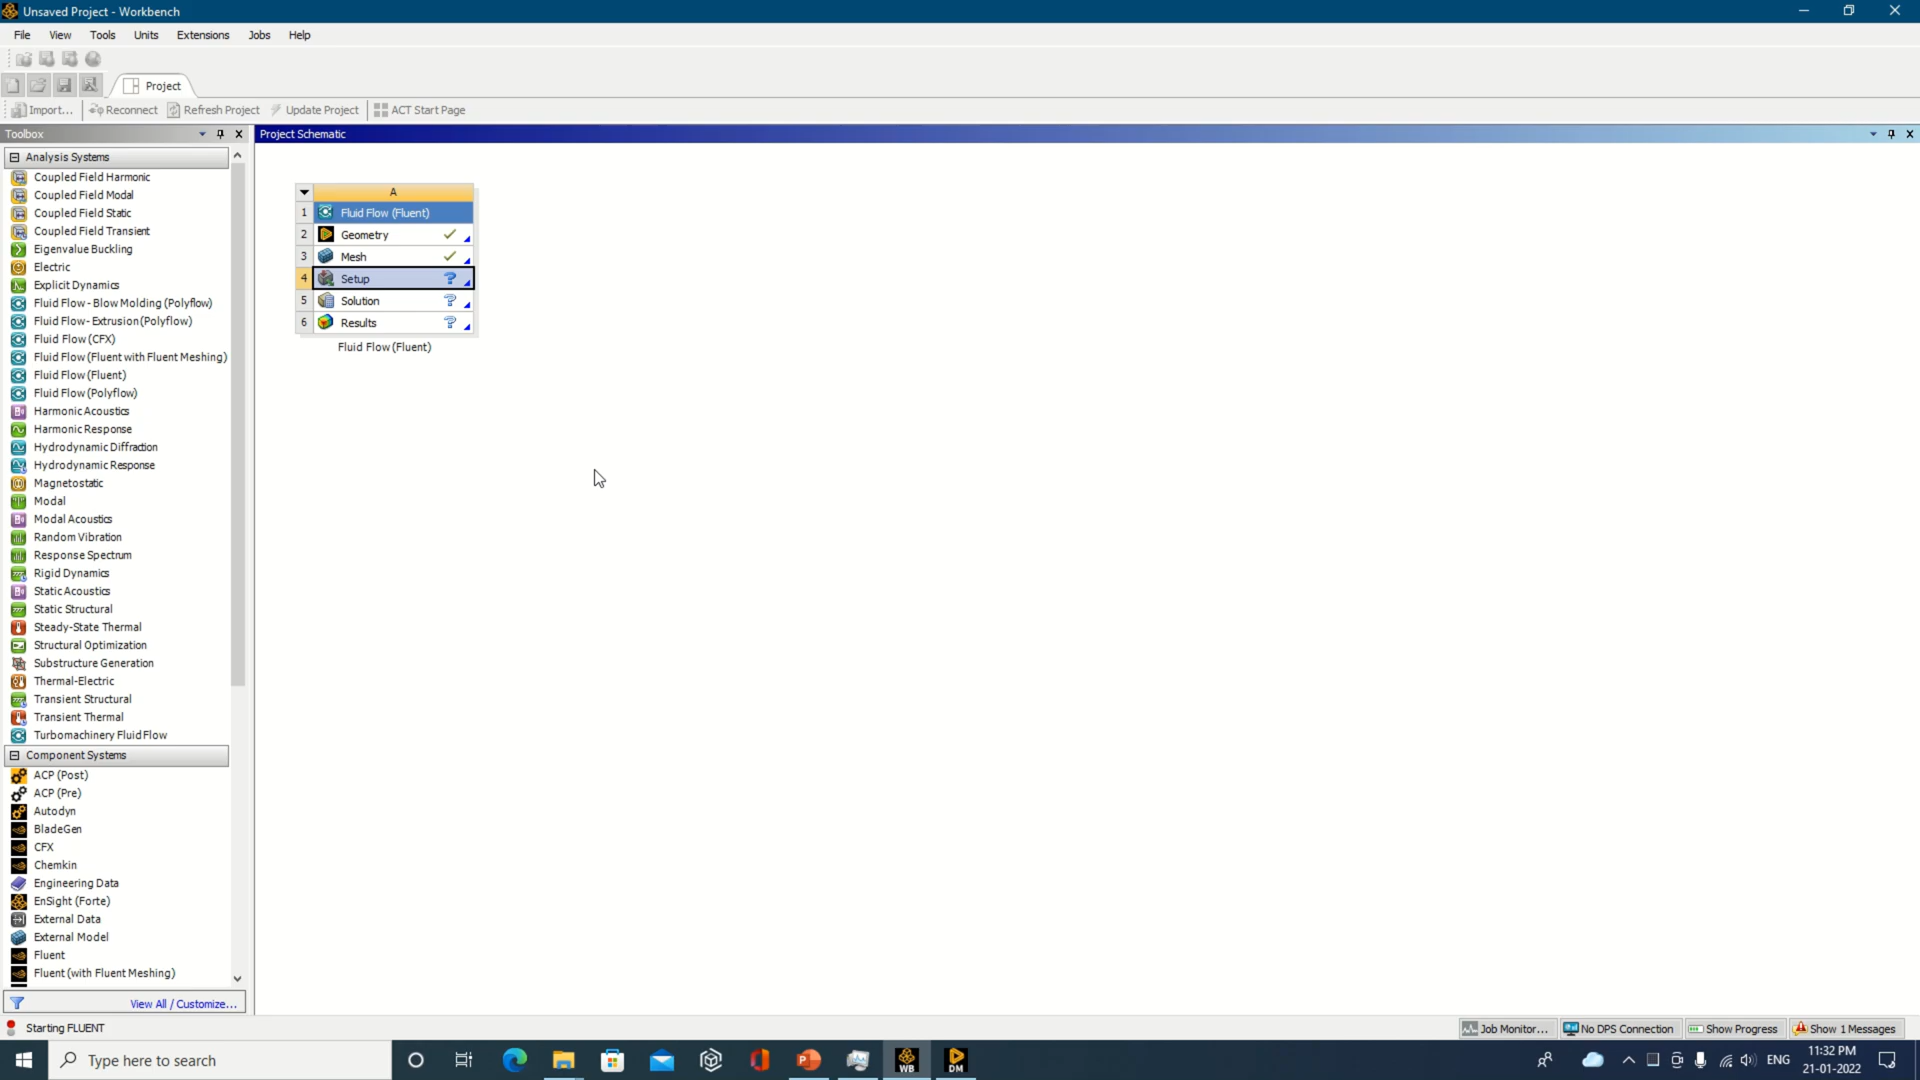 Unsaved Project - Workbench
File View Tools Units Extensions Jobs Help
Project
Import... Reconnect Refresh Project Update Project ACT Start Page
Toolbox
Project Schematic
Analysis Systems
Coupled Field Harmonic
Coupled Field Modal
Coupled Field Static
Coupled Field Transient
Eigenvalue Buckling
Electric
Explicit Dynamics
Fluid Flow - Blow Molding (Polyflow)
Fluid Flow- Extrusion (Polyflow)
Fluid Flow (CFX)
Fluid Flow (Fluent with Fluent Meshing)
Fluid Flow (Fluent)
Fluid Flow (Polyflow)
Harmonic Acoustics
Harmonic Response
Hydrodynamic Diffraction
Hydrodynamic Response
Magnetostatic
Modal
Modal Acoustics
Random Vibration
Response Spectrum
Rigid Dynamics
Static Acoustics
Static Structural
Steady-State Thermal
Structural Optimization
Substructure Generation
Thermal-Electric
Transient Structural
Transient Thermal
Turbomachinery Fluid Flow
Component Systems
ACP (Post)
ACP (Pre)
Autodyn
BladeGen
CFX
Chemkin
Engineering Data
EnSight (Forte)
External Data
External Model
Fluent
Fluent (with Fluent Meshing)
View All / Customize...
A
1 Fluid Flow (Fluent)
2 Geometry
3 Mesh
4 Setup ?
5 Solution ?
6 Results ?
Fluid Flow (Fluent)
Starting FLUENT
Job Monitor... No DPS Connection Show Progress Show 1 Messages
Type here to search
WB
DM
ENG
11:32 PM
21-01-2022